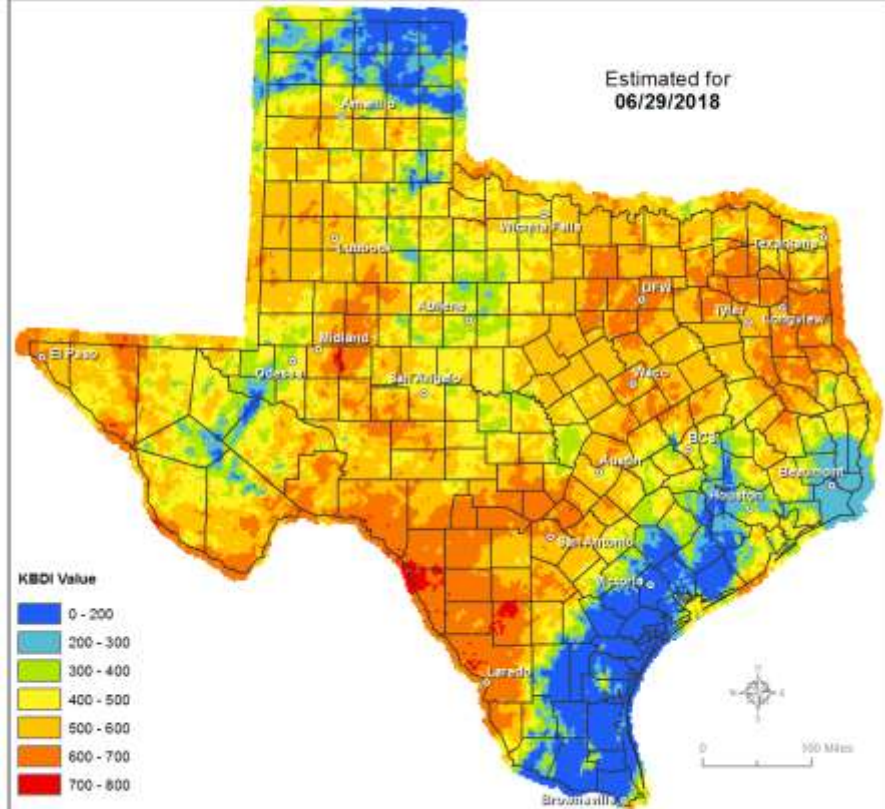 Estimated for
06/29/2018
Amarillo
Wichita Falls
Lubbock
Texarkana
DFW
Abilene
Tyler
Longview
Midland
El Paso
Odessa
San Angelo
Waco
BCS
Austin
Beaumont
Houston
San Antonio
Victoria
KBDI Value
0 - 200
200 - 300
300 - 400
400 - 500
500 - 600
600 - 700
700 - 800
Laredo
0 100 Miles
Brownsville